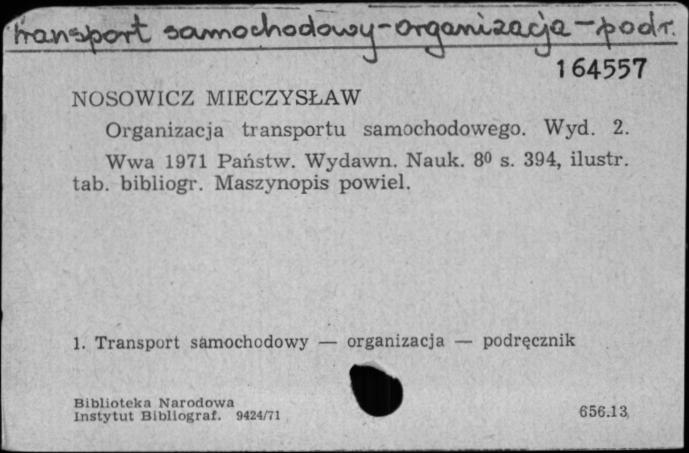 transport samochodowy-organizacja-podr.
164557
NOSOWICZ MIECZYSŁAW
Organizacja transportu samochodowego. Wyd. 2.
Wwa 1971 Państw. Wydawn. Nauk. 8⁰ s. 394, ilustr.
tab. bibliogr. Maszynopis powiel.
1. Transport samochodowy — organizacja — podręcznik
Biblioteka Narodowa
Instytut Bibliograf. 9424/71
656.13